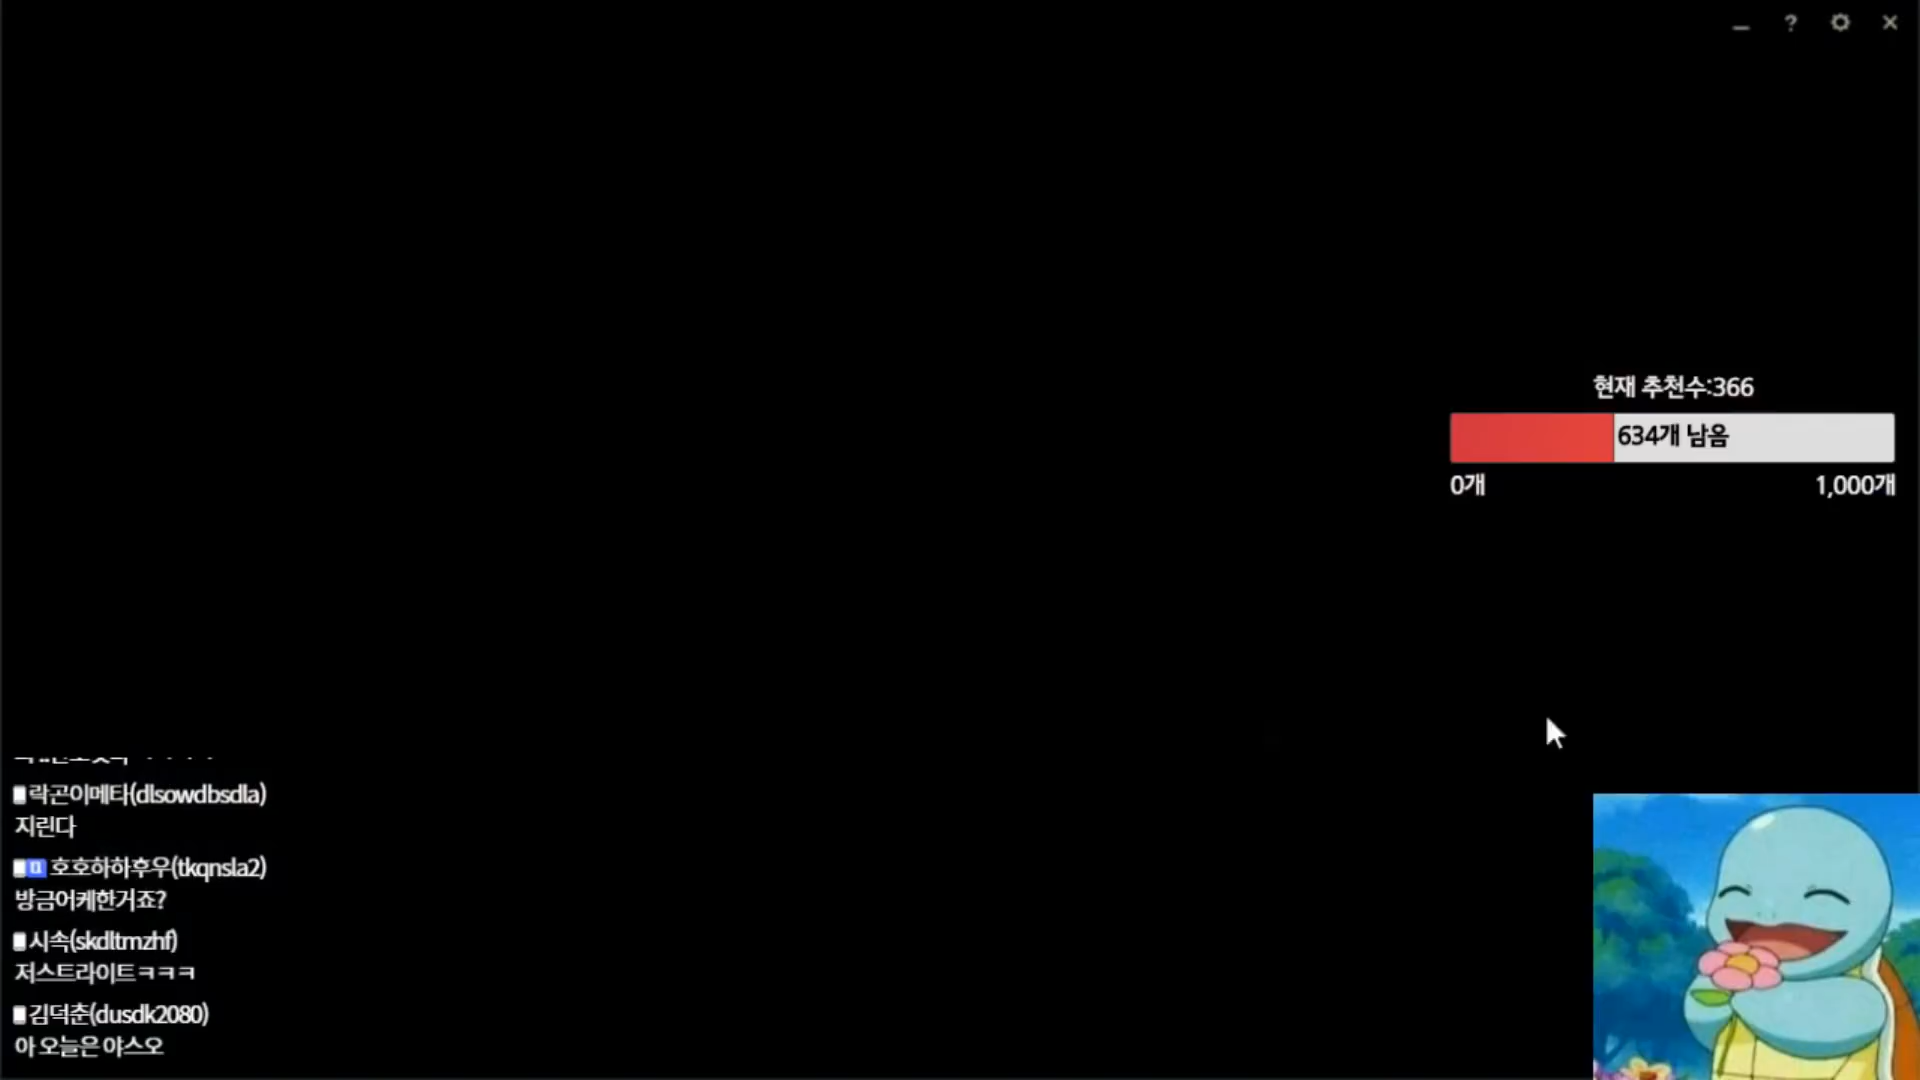 현재 추천수:366
634개 남음
0개
1,000개
락곤이메타(dlsowdbsdla)
지린다
호호하하후우(tkqnsla2)
방금어케한거죠?
시속(skdltmzhf)
저스트라이트ㅋㅋㅋ
김덕춘(dusdk2080)
아 오늘은 야스오